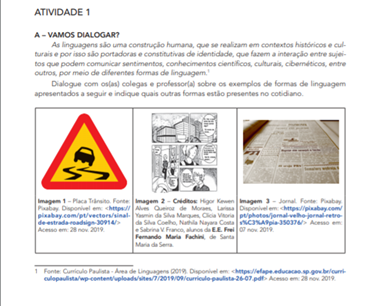 ATIVIDADE 1
A – VAMOS DIALOGAR?
As linguagens são uma construção humana, que se realizam em contextos históricos e cul-
turais e por isso são portadoras e constitutivas de identidade, que fazem a interação entre sujei-
tos que podem comunicar sentimentos, conhecimentos científicos, culturais, cibernéticos, entre
outros, por meio de diferentes formas de linguagem.1
Dialogue com os(as) colegas e professor(a) sobre os exemplos de formas de linguagem
apresentados a seguir e indique quais outras formas estão presentes no cotidiano.
Imagem 1 – Placa Trânsito. Fonte:
Pixabay. Disponível em: <https://
pixabay.com/pt/vectors/sinal-
de-estrada-roadsign-30914/>
Acesso em: 28 nov. 2019.
Imagem 2 – Créditos: Higor Kewen
Alves Queiroz de Moraes, Larissa
Yasmin da Silva Marques, Clícia Vitória
da Silva Coelho, Nathila Nayara Costa
e Sabrina V. Franco, alunos da E.E. Frei
Fernando Maria Fachini, de Santa
Maria da Serra.
Imagem 3 – Jornal. Fonte: Pixabay.
Disponível em: <https://pixabay.com/
pt/photos/jornal-velho-jornal-retro-
s%C3%A9pia-350376/> Acesso em:
07 nov. 2019.
1 Fonte: Currículo Paulista - Área de Linguagens (2019). Disponível em: <https://efape.educacao.sp.gov.br/curri-
culopaulista/wp-content/uploads/sites/7/2019/09/curriculo-paulista-26-07.pdf> Acesso em: 28 nov. 2019.